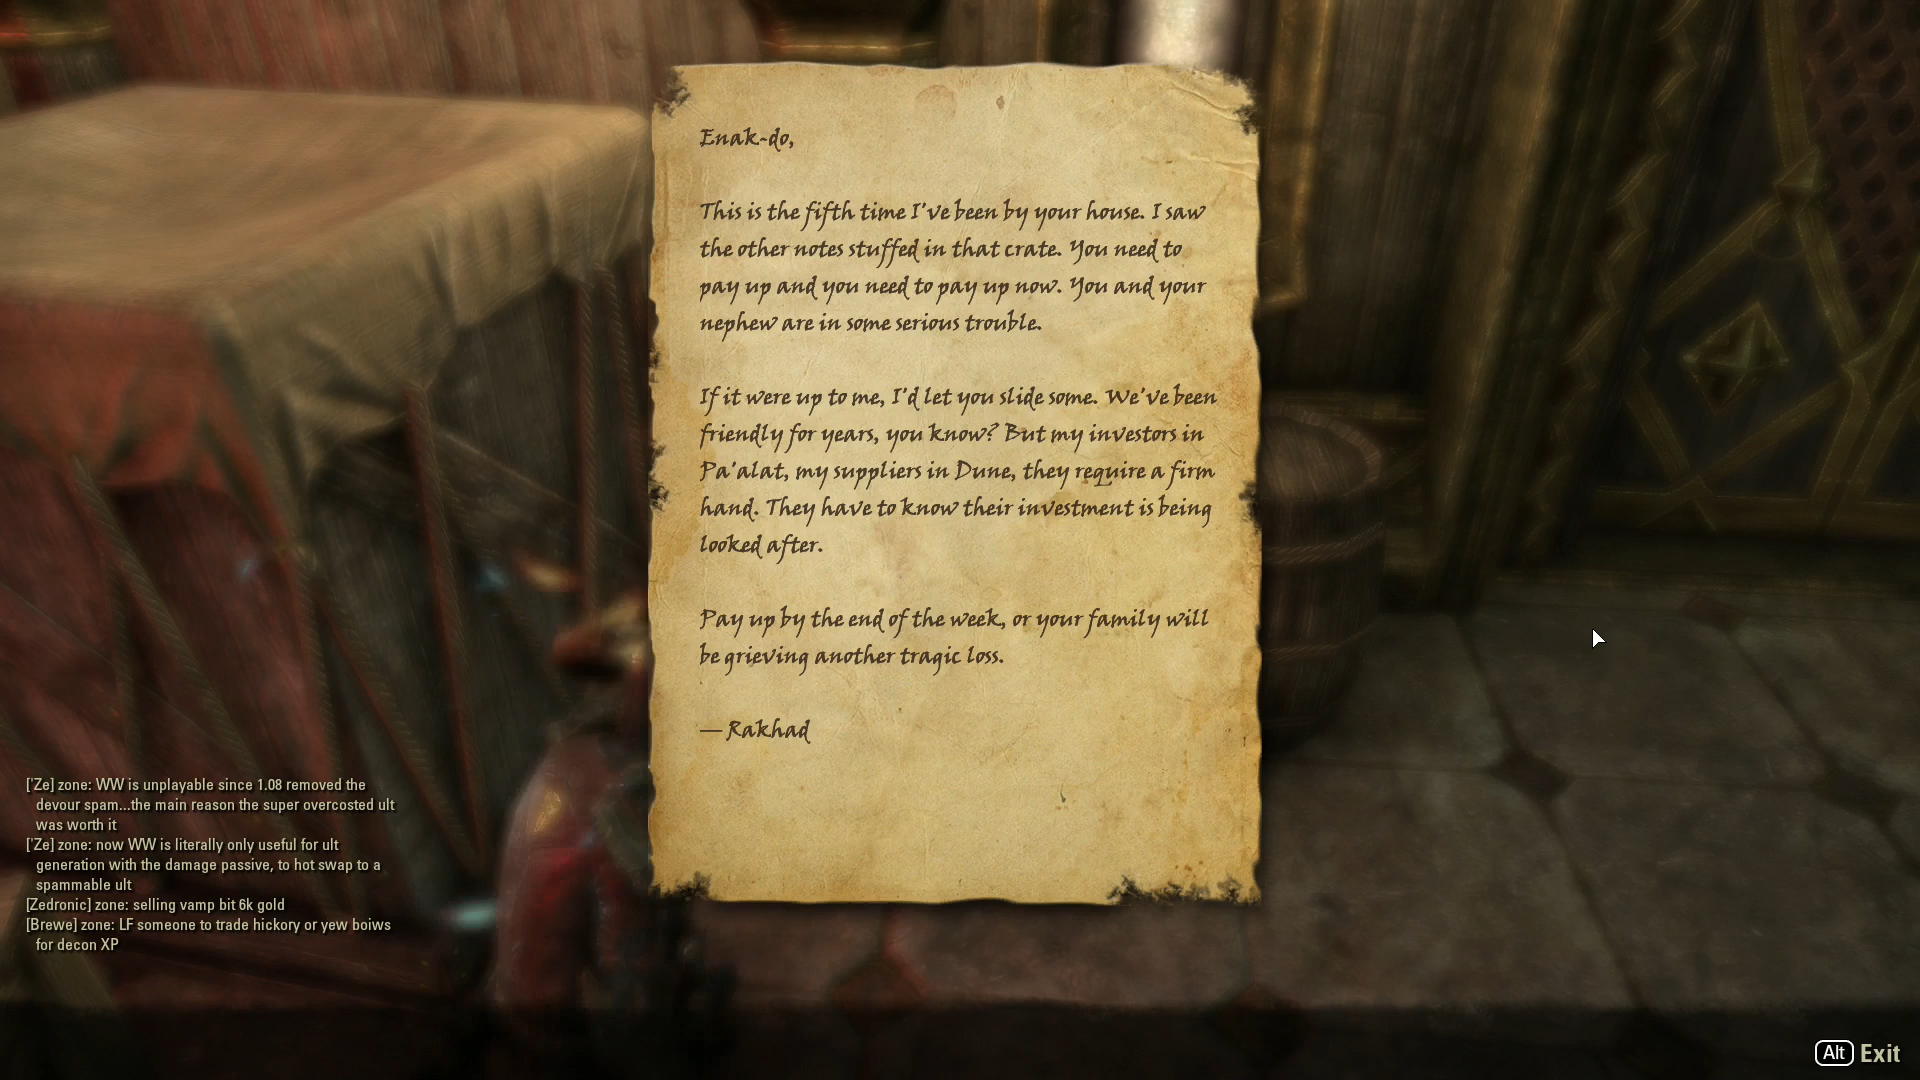 Enak-do,
This is the fifth time I've been by your house. I saw
the other notes stuffed in that crate. You need to
pay up and you need to pay up now. You and your
nephew are in some serious trouble.
If it were up to me, I'd let you slide some. We've been
friendly for years, you know? But my investors in
Pa'alat, my suppliers in Dune, they require a firm
hand. They have to know their investment is being
looked after.
Pay up by the end of the week, or your family will
be grieving another tragic loss.
— Rakhad
['Ze] zone: WW is unplayable since 1.08 removed the
devour spam...the main reason the super overcosted ult
was worth it
['Ze] zone: now WW is literally only useful for ult
generation with the damage passive, to hot swap to a
spammable ult
[Zedronic] zone: selling vamp bit 6k gold
[Brewe] zone: LF someone to trade hickory or yew boiws
for decon XP
Alt Exit